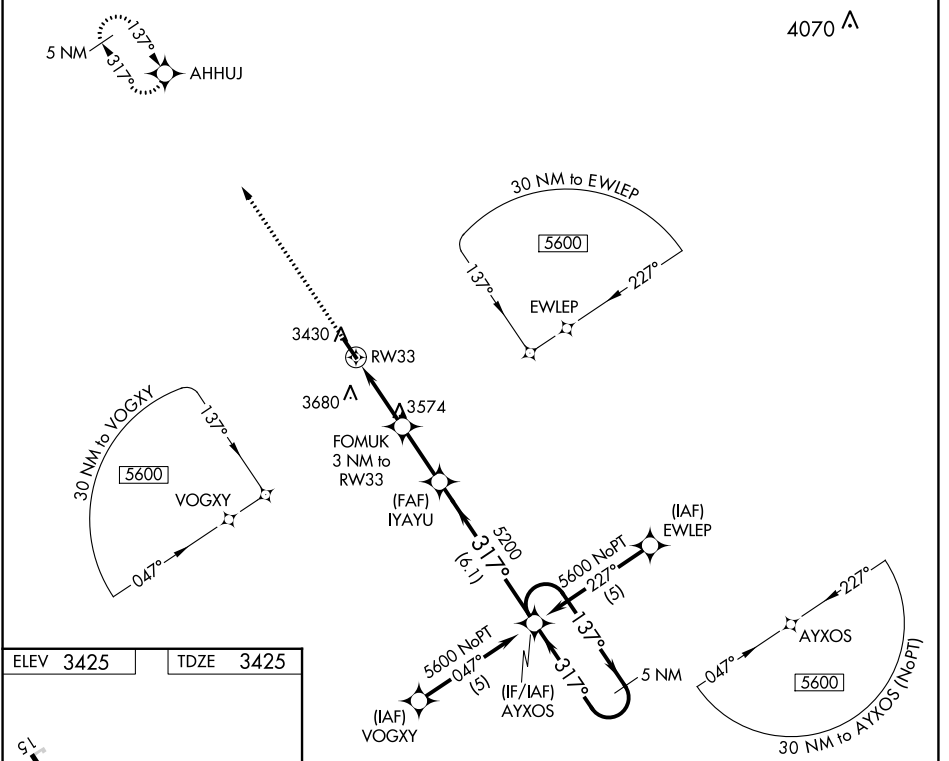 4070
137°
5 NM
317°
AHHUJ
30 NM to EWLEP
5600
137°
227°
EWLEP
3430
RW33
3680
3574
FOMUK
3 NM to
RW33
30 NM to VOGXY
137°
5600
VOGXY
047°
(FAF)
IYAYU
5200
317°
(6.1)
(IAF)
EWLEP
5600 NoPT
227°
(5)
137°
317°
5 NM
5600 NoPT
047°
(5)
(IAF)
VOGXY
(IF/IAF)
AYXOS
227°
AYXOS
047°
5600
30 NM to AYXOS (NoPT)
ELEV 3425
TDZE 3425
15